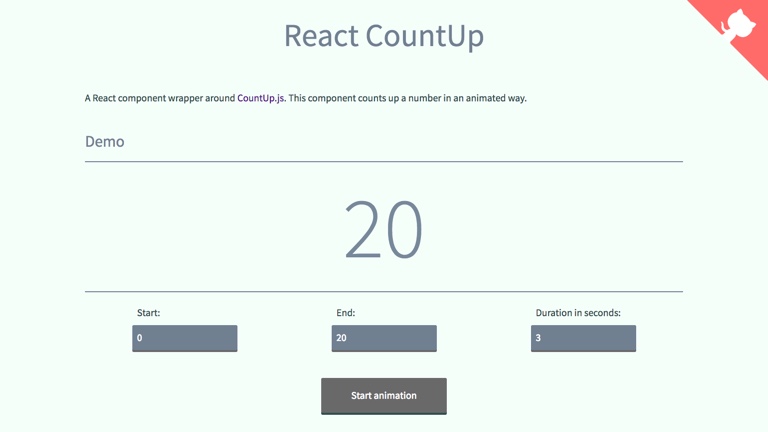 React CountUp
A React component wrapper around CountUp.js. This component counts up a number in an animated way.
Demo
20
Start: End: Duration in seconds:
0 20 3
Start animation